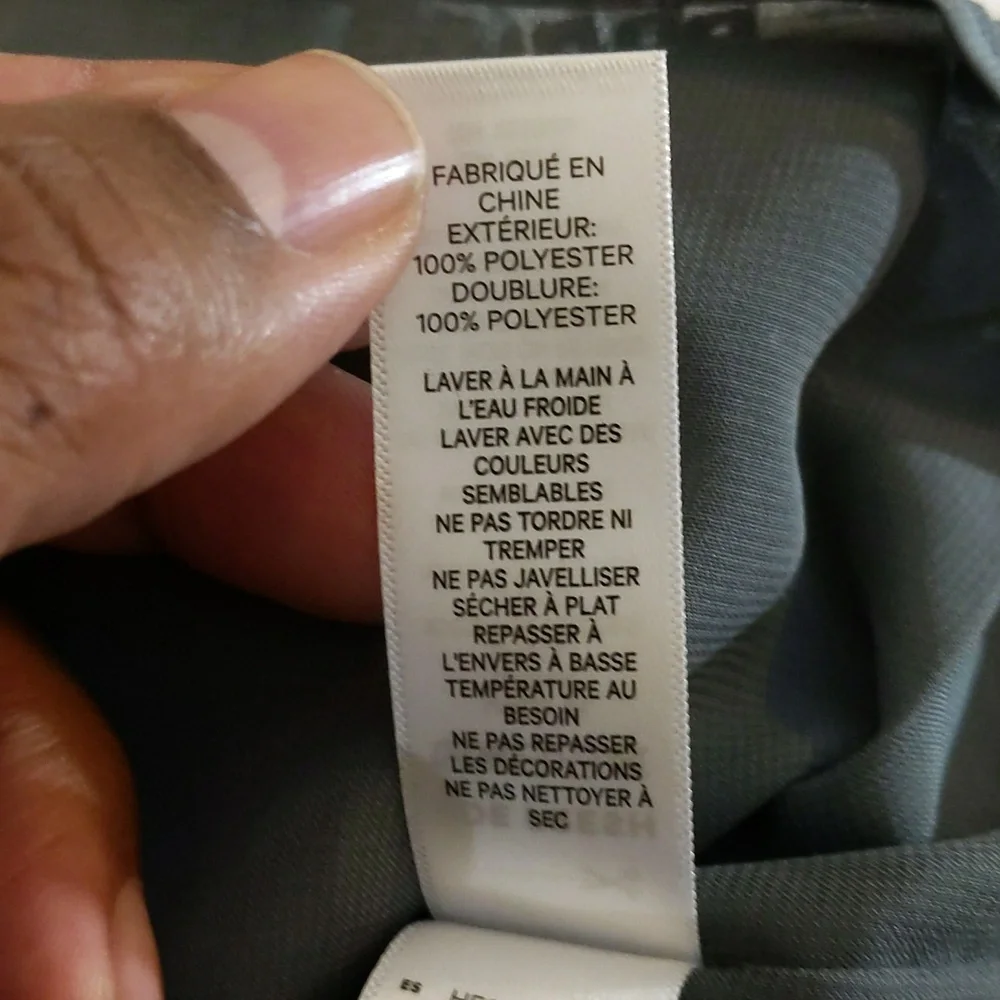 FABRIQUÉ EN
CHINE
EXTÉRIEUR:
100% POLYESTER
DOUBLURE:
100% POLYESTER
LAVER À LA MAIN À
L'EAU FROIDE
LAVER AVEC DES
COULEURS
SEMBLABLES
NE PAS TORDRE NI
TREMPER
NE PAS JAVELLISER
SÉCHER À PLAT
REPASSER À
L'ENVERS À BASSE
TEMPÉRATURE AU
BESOIN
NE PAS REPASSER
LES DÉCORATIONS
NE PAS NETTOYER À
SEC
ES